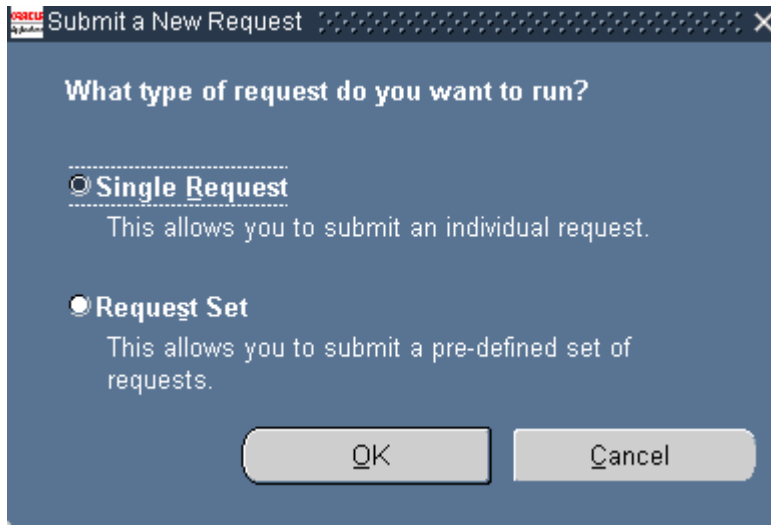 ORACLE
Submit a New Request
What type of request do you want to run?
Single Request
This allows you to submit an individual request.
Request Set
This allows you to submit a pre-defined set of
requests.
OK
Cancel